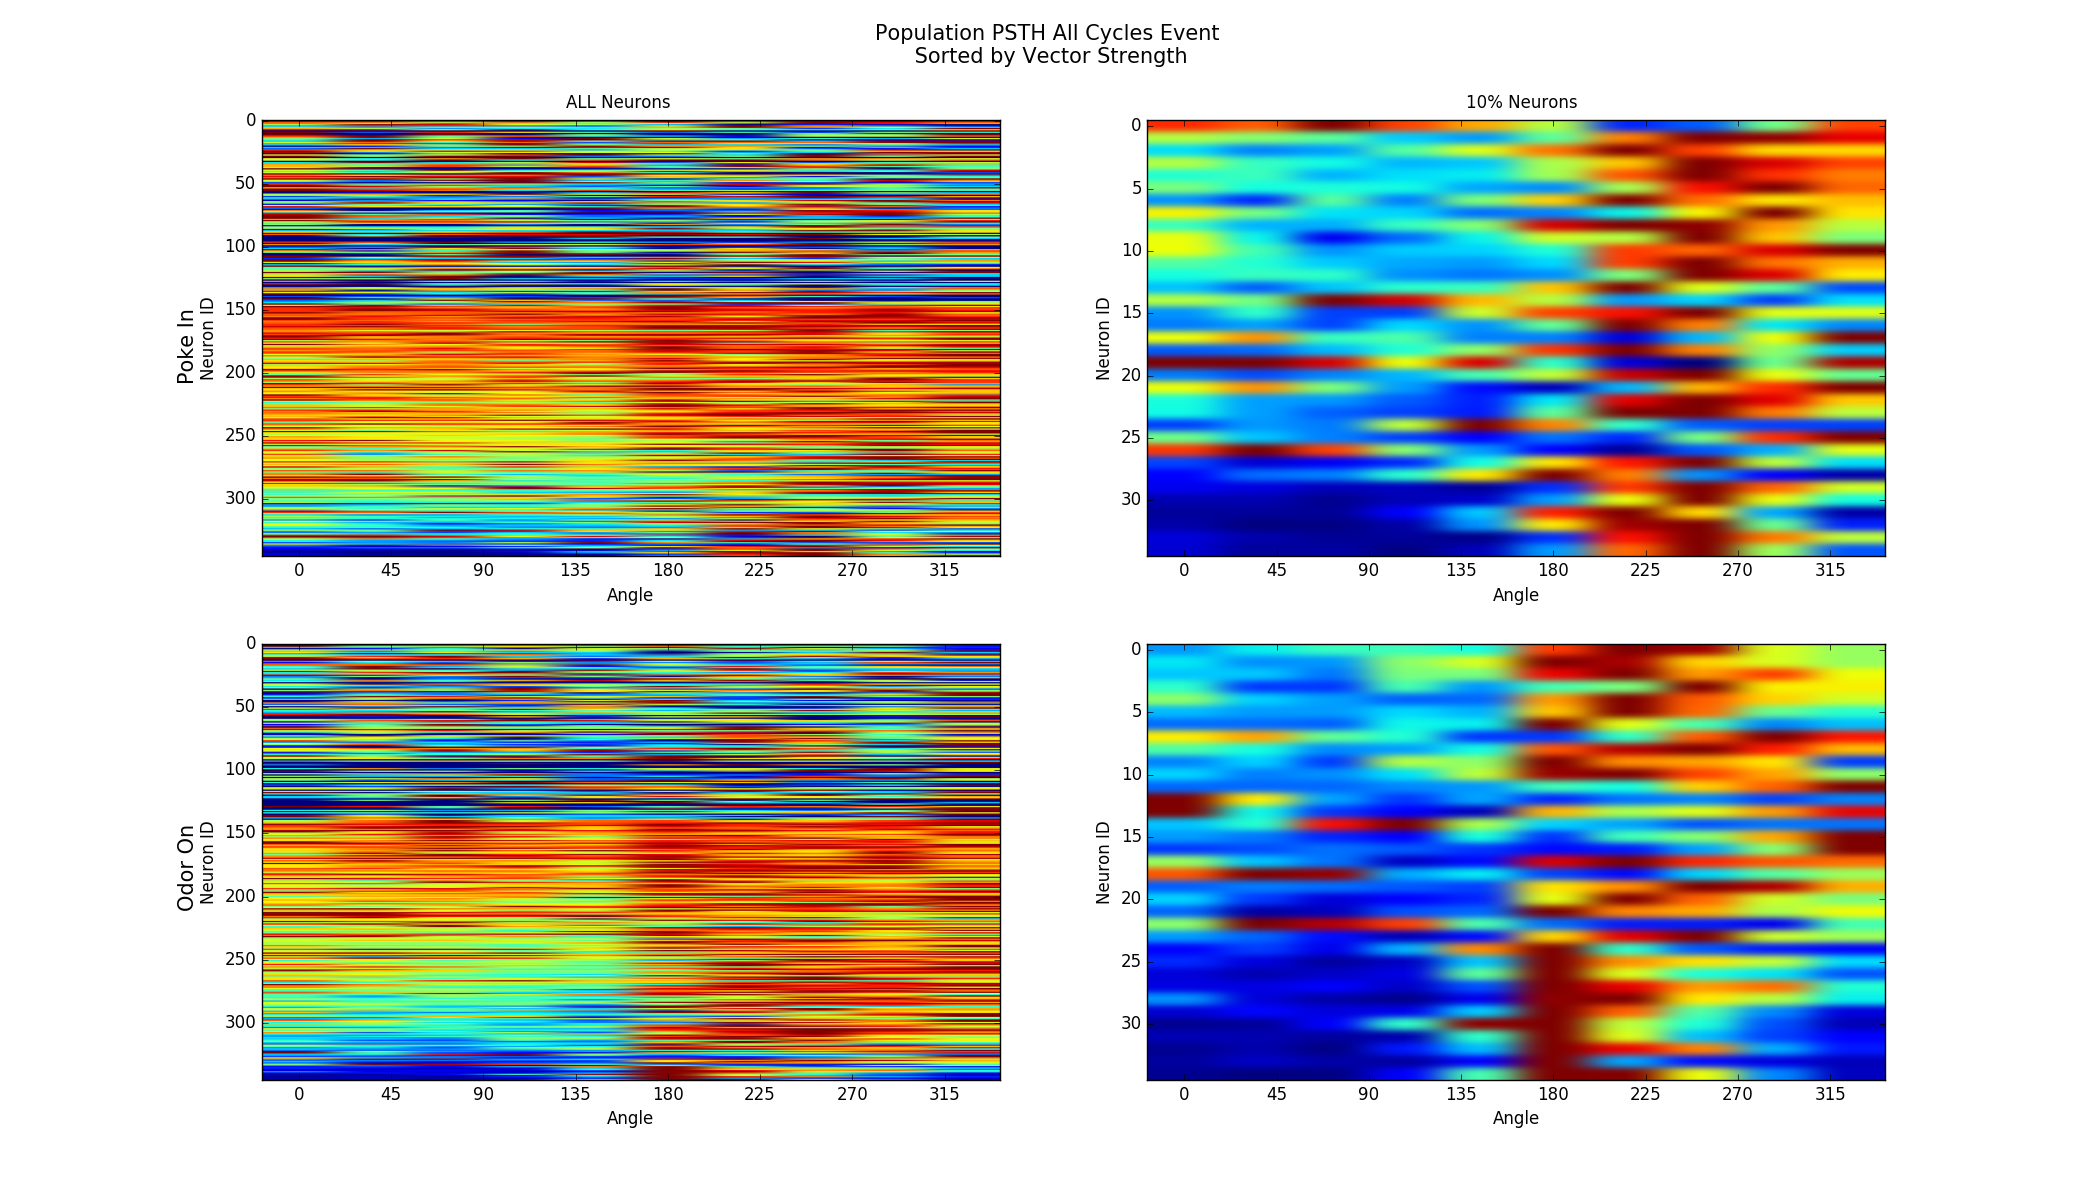 Population PSTH All Cycles Event
Sorted by Vector Strength
ALL Neurons
10% Neurons
Poke In
Neuron ID
0
50
100
150
200
250
300
0 45 90 135 180 225 270 315
Angle
Neuron ID
0
5
10
15
20
25
30
0 45 90 135 180 225 270 315
Angle
Odor On
Neuron ID
0
50
100
150
200
250
300
0 45 90 135 180 225 270 315
Angle
Neuron ID
0
5
10
15
20
25
30
0 45 90 135 180 225 270 315
Angle